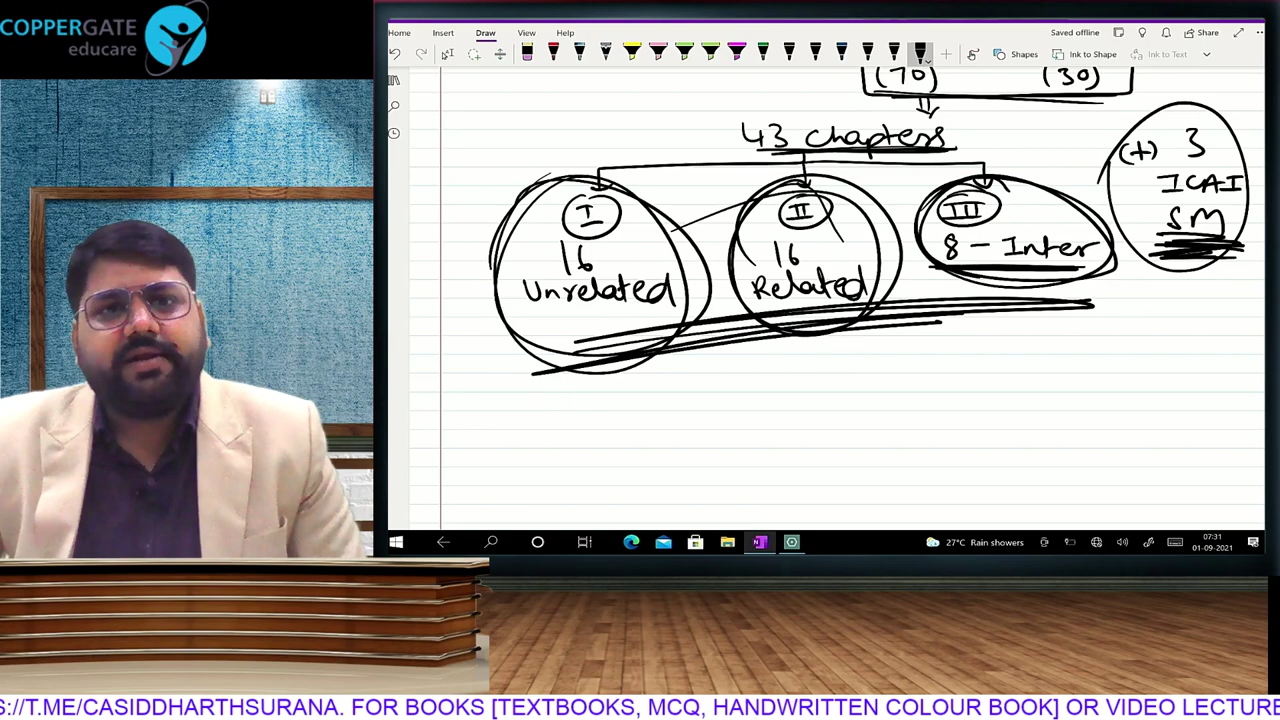 COPPERGATE
educare
Home Insert Draw View Help
Saved offline
Share
Shapes
Ink to Shape
Ink to Text
(70) (30)
43 chapters
I
16
Unrelated
II
16
Related
III
8 - Inter
(+) 3
ICAI
SM
27°C Rain showers
07:31
01-09-2021
S://T.ME/CASIDDHARTHSURANA. FOR BOOKS [TEXTBOOKS, MCQ, HANDWRITTEN COLOUR BOOK] OR VIDEO LECTURE